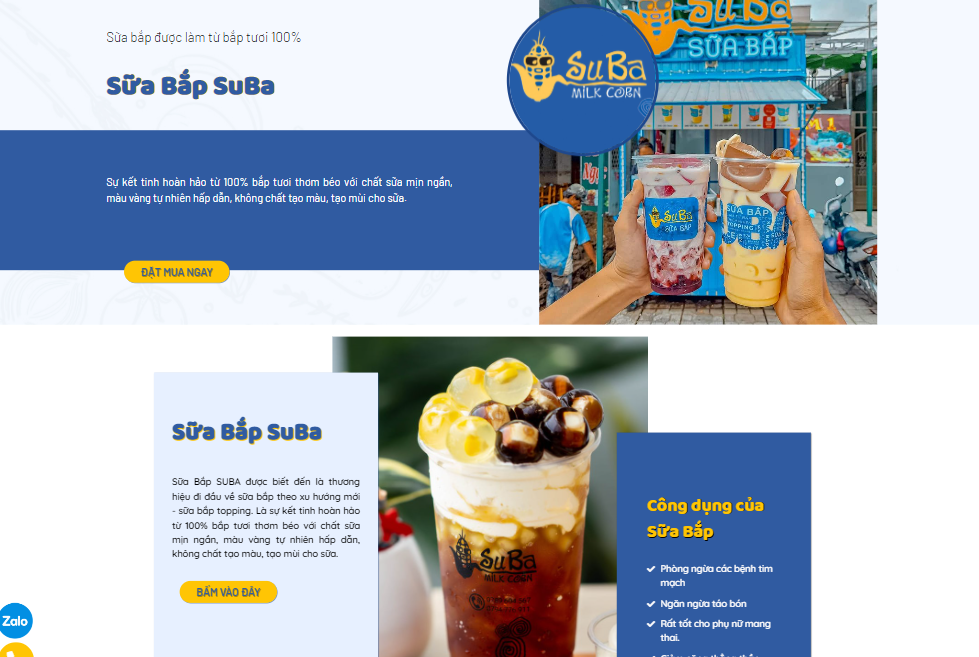 Sữa bắp được làm từ bắp tươi 100%
Sữa Bắp SuBa
Sự kết tinh hoàn hảo từ 100% bắp tươi thơm béo với chất sữa mịn ngần,
màu vàng tự nhiên hấp dẫn, không chất tạo màu, tạo mùi cho sữa.
ĐẶT MUA NGAY
SuBa
MILK CORN
SuBa
SỮA BẮP
SuBa
SỮA BẮP
SỮA BẮP
TOPPING
Sữa Bắp SuBa
Sữa Bắp SUBA được biết đến là thương
hiệu đi đầu về sữa bắp theo xu hướng mới
- sữa bắp topping. Là sự kết tinh hoàn hảo
từ 100% bắp tươi thơm béo với chất sữa
mịn ngần, màu vàng tự nhiên hấp dẫn,
không chất tạo màu, tạo mùi cho sữa.
BẤM VÀO ĐÂY
SuBa
MILK CORN
Công dụng của
Sữa Bắp
Phòng ngừa các bệnh tim
mạch
Ngăn ngừa táo bón
Rất tốt cho phụ nữ mang
thai.
Zalo